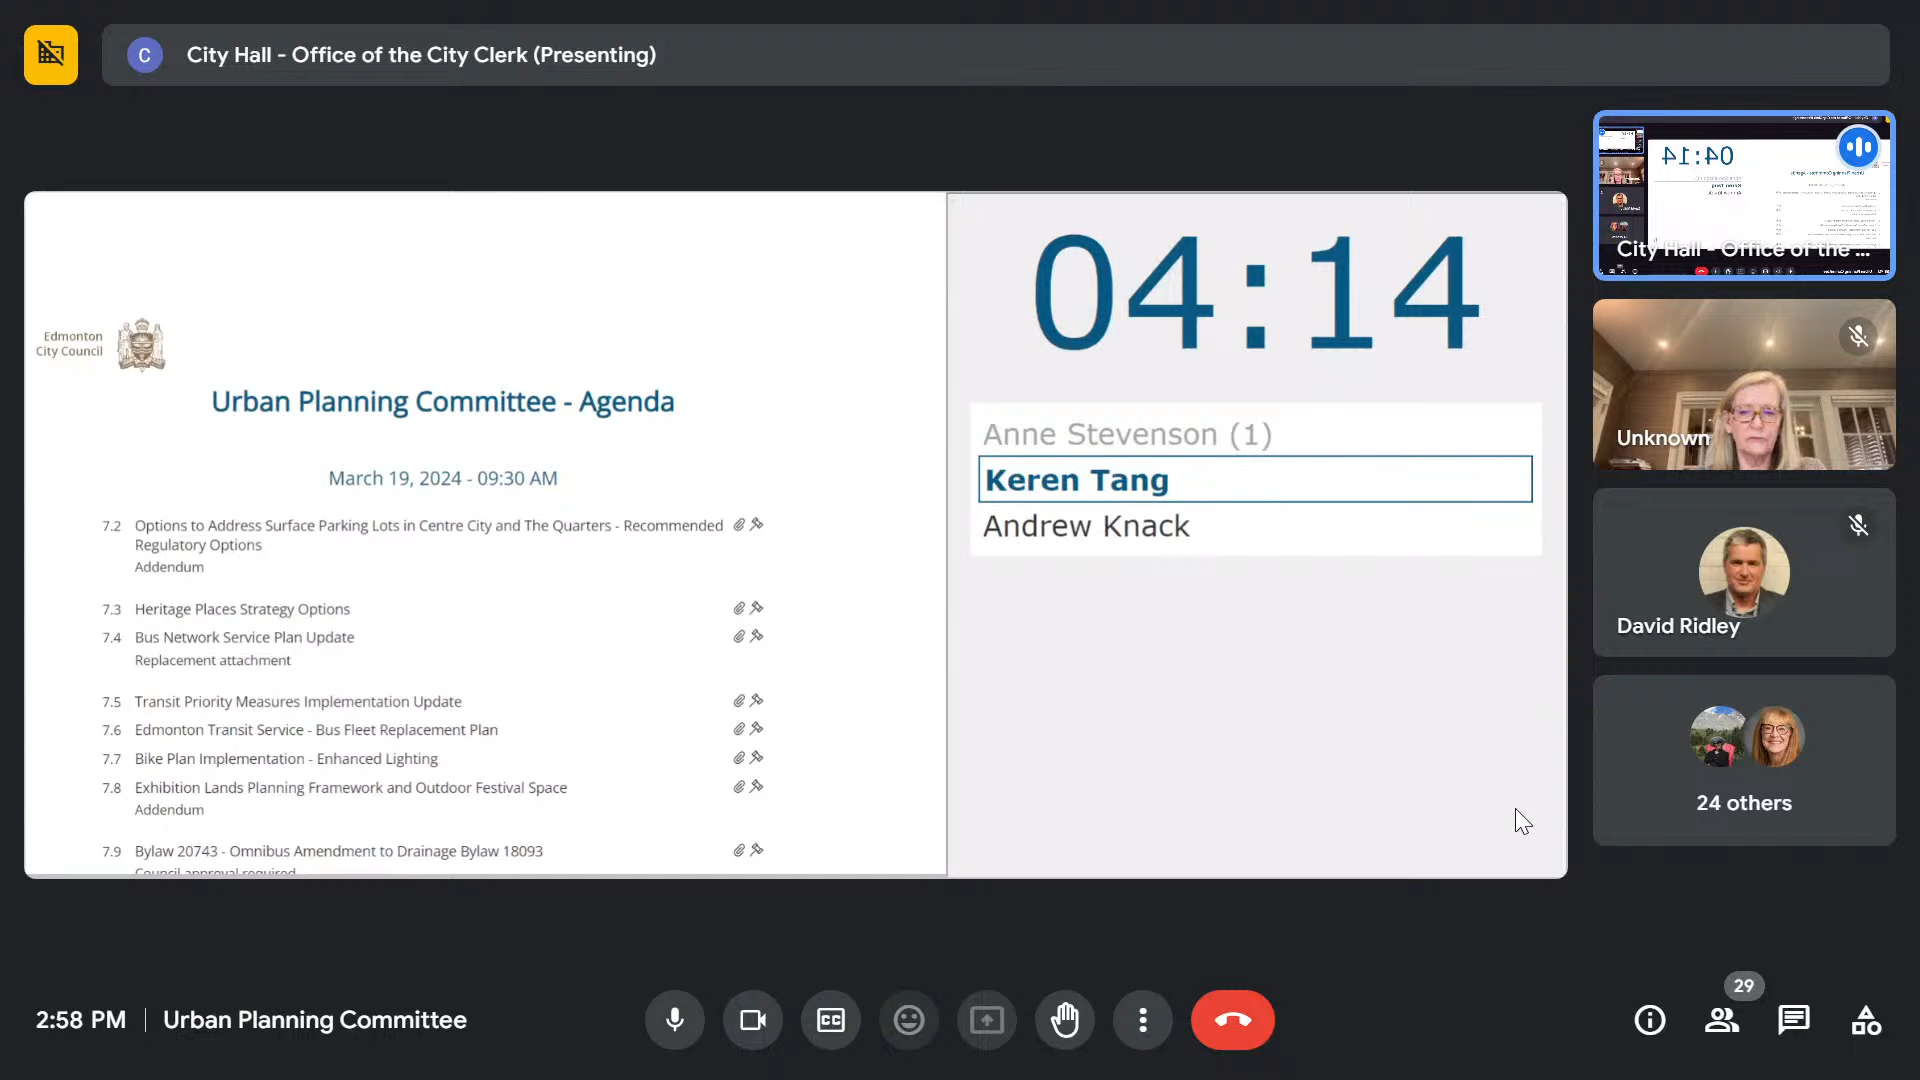 C
City Hall - Office of the City Clerk (Presenting)
Edmonton
City Council
Urban Planning Committee - Agenda
March 19, 2024 - 09:30 AM
7.2 Options to Address Surface Parking Lots in Centre City and The Quarters - Recommended
Regulatory Options
Addendum
7.3 Heritage Places Strategy Options
7.4 Bus Network Service Plan Update
Replacement attachment
7.5 Transit Priority Measures Implementation Update
7.6 Edmonton Transit Service - Bus Fleet Replacement Plan
7.7 Bike Plan Implementation - Enhanced Lighting
7.8 Exhibition Lands Planning Framework and Outdoor Festival Space
Addendum
7.9 Bylaw 20743 - Omnibus Amendment to Drainage Bylaw 18093
Council approval required
04:14
Anne Stevenson (1)
Keren Tang
Andrew Knack
04:14
City Hall - Office of the ...
Unknown
David Ridley
24 others
2:58 PM
Urban Planning Committee
CC
29